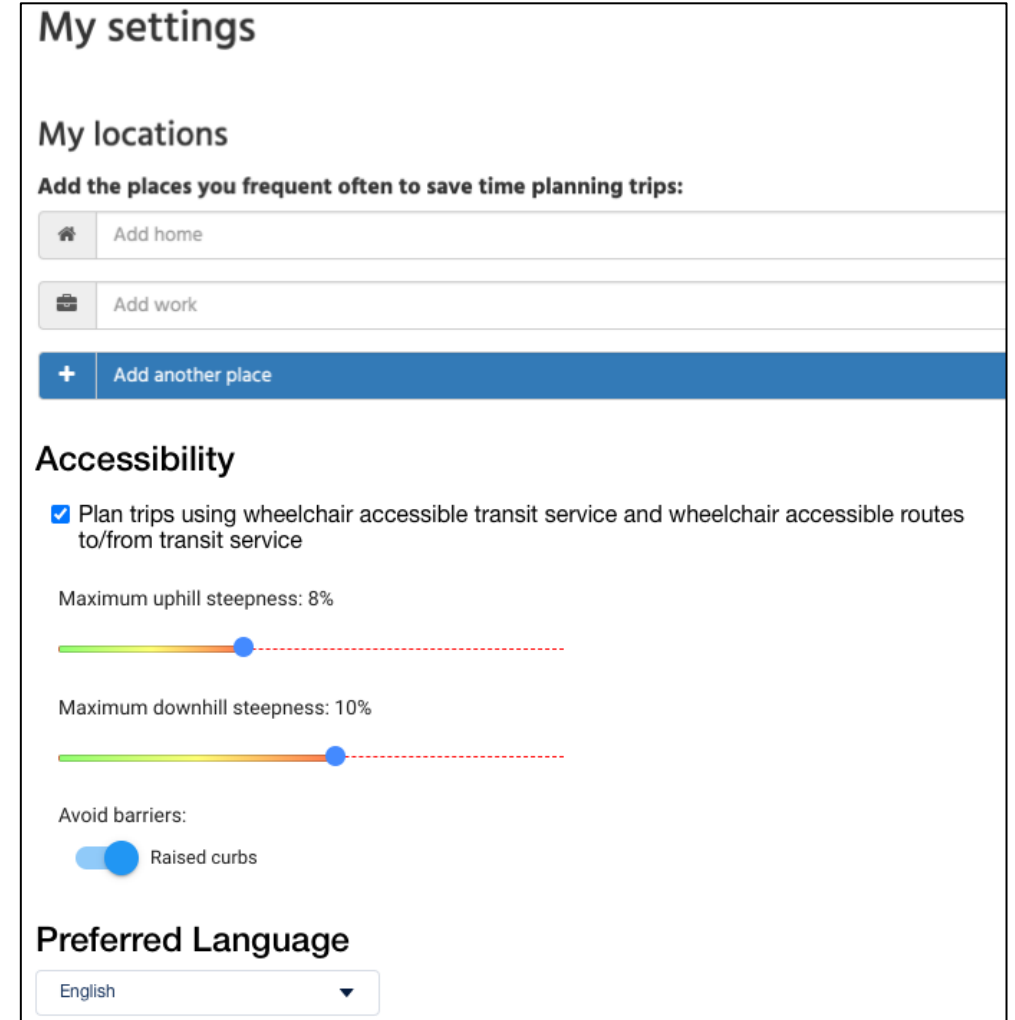 My settings
My locations
Add the places you frequent often to save time planning trips:
Add home
Add work
Add another place
Accessibility
Plan trips using wheelchair accessible transit service and wheelchair accessible routes
to/from transit service
Maximum uphill steepness: 8%
Maximum downhill steepness: 10%
Avoid barriers:
Raised curbs
Preferred Language
English